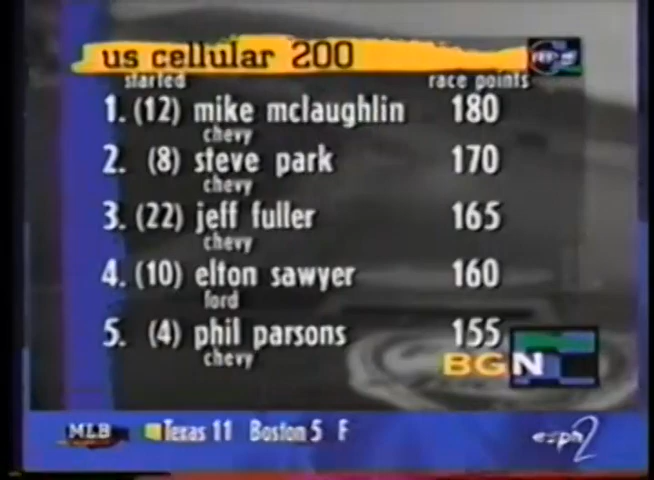 us cellular 200
started race points
1. (12) mike mclaughlin 180
chevy
2. (8) steve park 170
chevy
3. (22) jeff fuller 165
chevy
4. (10) elton sawyer 160
ford
5. (4) phil parsons 155
chevy
BGN
MLB Texas 11 Boston 5 F
espn2